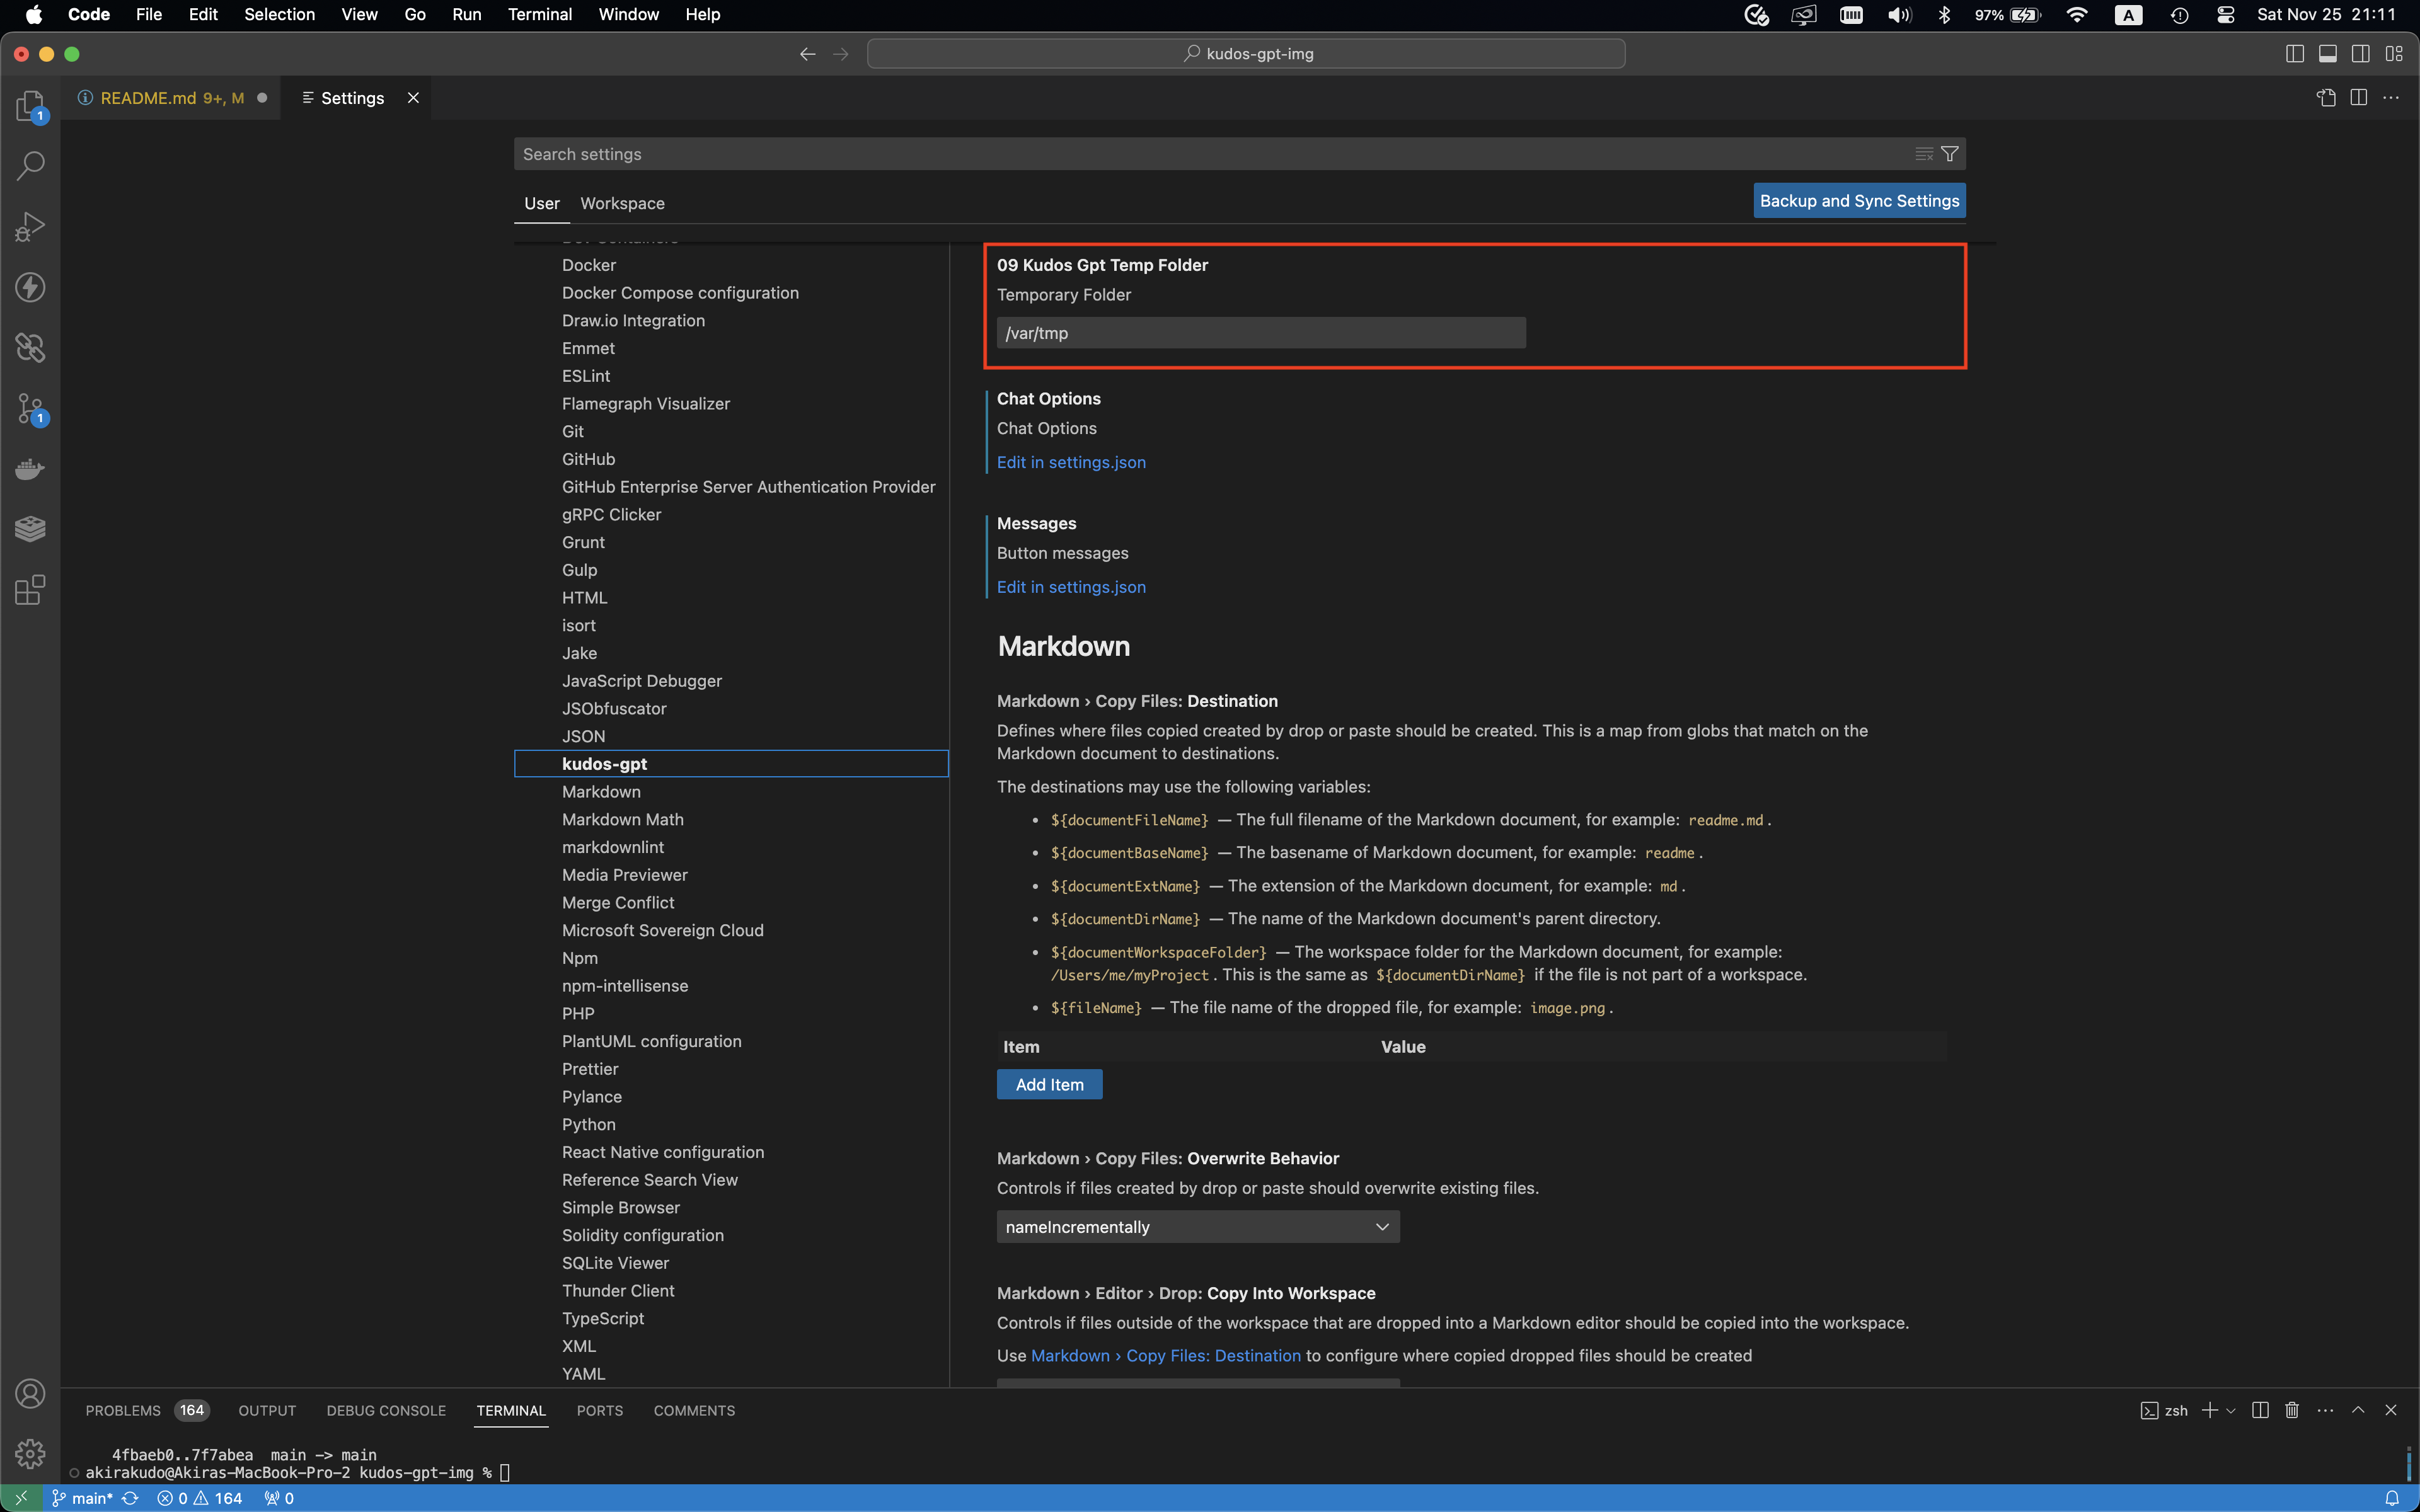 Code File Edit Selection View Go Run Terminal Window Help 97% A Sat Nov 25 21:11
kudos-gpt-img
README.md 9+, M Settings
1
Search settings
User Workspace Backup and Sync Settings
Docker
Docker Compose configuration
Draw.io Integration
Emmet
ESLint
Flamegraph Visualizer
Git
GitHub
GitHub Enterprise Server Authentication Provider
gRPC Clicker
Grunt
Gulp
HTML
isort
Jake
JavaScript Debugger
JSObfuscator
JSON
kudos-gpt
Markdown
Markdown Math
markdownlint
Media Previewer
Merge Conflict
Microsoft Sovereign Cloud
Npm
npm-intellisense
PHP
PlantUML configuration
Prettier
Pylance
Python
React Native configuration
Reference Search View
Simple Browser
Solidity configuration
SQLite Viewer
Thunder Client
TypeScript
XML
YAML
09 Kudos Gpt Temp Folder
Temporary Folder
/var/tmp
Chat Options
Chat Options
Edit in settings.json
1
Messages
Button messages
Edit in settings.json
Markdown
Markdown › Copy Files: Destination
Defines where files copied created by drop or paste should be created. This is a map from globs that match on the
Markdown document to destinations.
The destinations may use the following variables:
• ${documentFileName} — The full filename of the Markdown document, for example: readme.md .
• ${documentBaseName} — The basename of Markdown document, for example: readme .
• ${documentExtName} — The extension of the Markdown document, for example: md .
• ${documentDirName} — The name of the Markdown document's parent directory.
• ${documentWorkspaceFolder} — The workspace folder for the Markdown document, for example:
/Users/me/myProject . This is the same as ${documentDirName} if the file is not part of a workspace.
• ${fileName} — The file name of the dropped file, for example: image.png .
Item Value
Add Item
Markdown › Copy Files: Overwrite Behavior
Controls if files created by drop or paste should overwrite existing files.
nameIncrementally
Markdown › Editor › Drop: Copy Into Workspace
Controls if files outside of the workspace that are dropped into a Markdown editor should be copied into the workspace.
Use Markdown › Copy Files: Destination to configure where copied dropped files should be created
PROBLEMS 164 OUTPUT DEBUG CONSOLE TERMINAL PORTS COMMENTS zsh
4fbaeb0..7f7abea main -> main
akirakudo@Akiras-MacBook-Pro-2 kudos-gpt-img %
main* 0 164 0